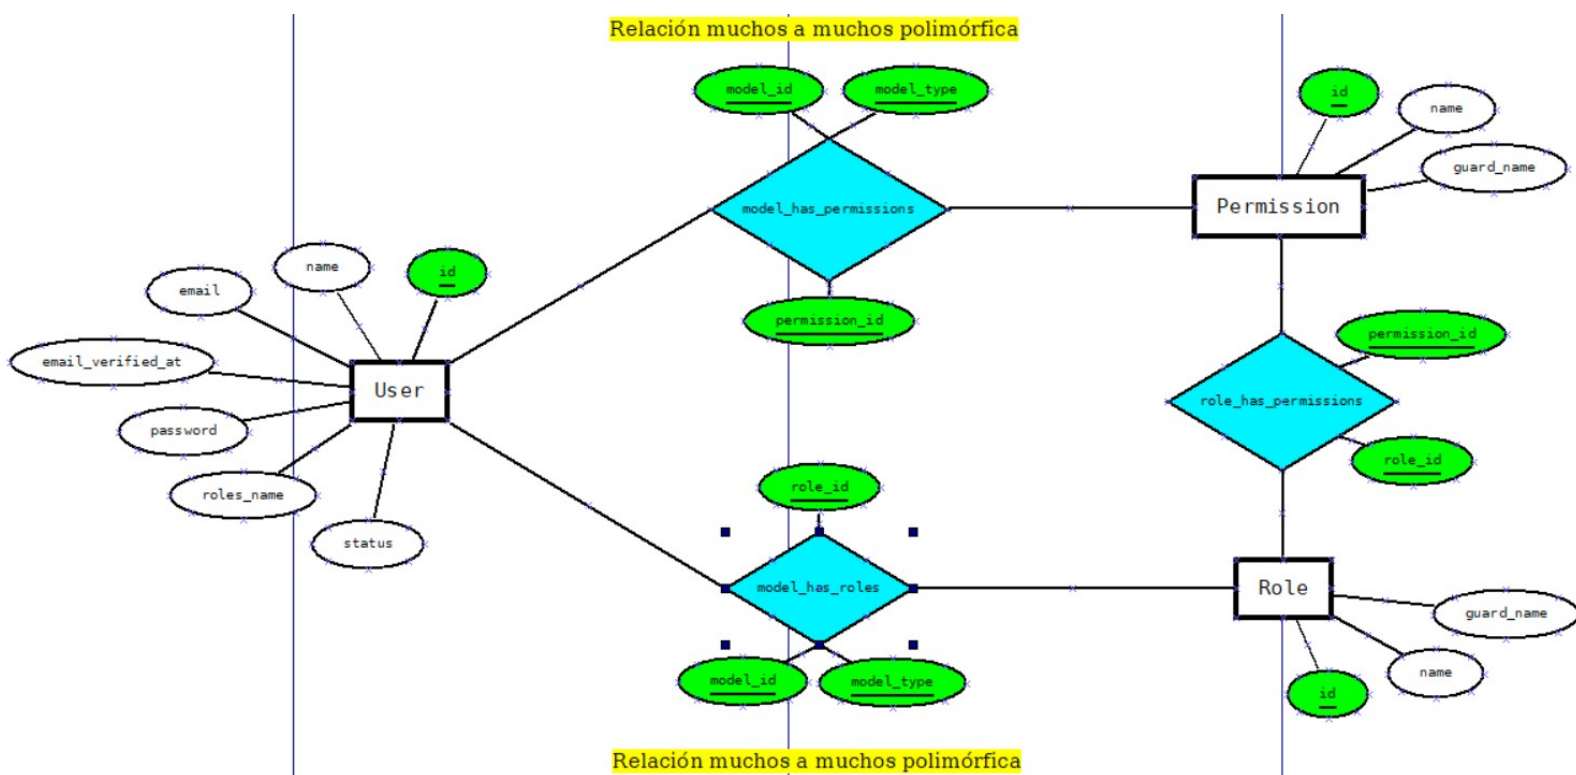 Relación muchos a muchos polimórfica
model_id
model_type
id
name
guard_name
model_has_permissions
Permission
name
id
email
permission_id
email_verified_at
User
permission_id
role_has_permissions
password
role_id
roles_name
role_id
status
model_has_roles
Role
guard_name
model_id
model_type
name
id
Relación muchos a muchos polimórfica